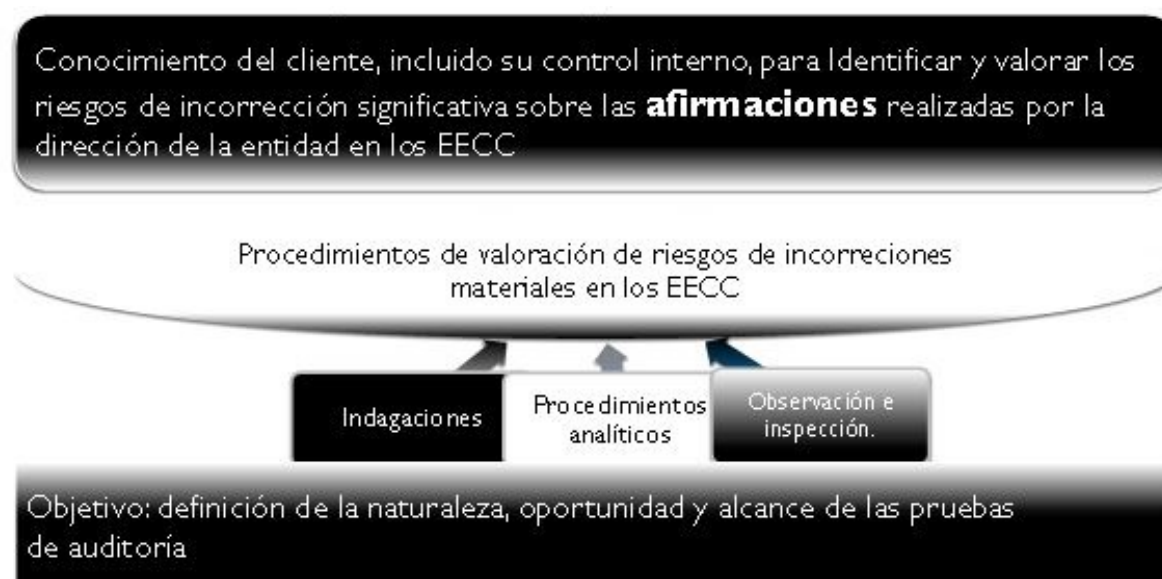 Conocimiento del cliente, incluido su control interno, para Identificar y valorar los
riesgos de incorrección significativa sobre las afirmaciones realizadas por la
dirección de la entidad en los EECC
Procedimientos de valoración de riesgos de incorreciones
materiales en los EECC
Indagaciones
Procedimientos
analíticos
Observación e
inspección.
Objetivo: definición de la naturaleza, oportunidad y alcance de las pruebas
de auditoría